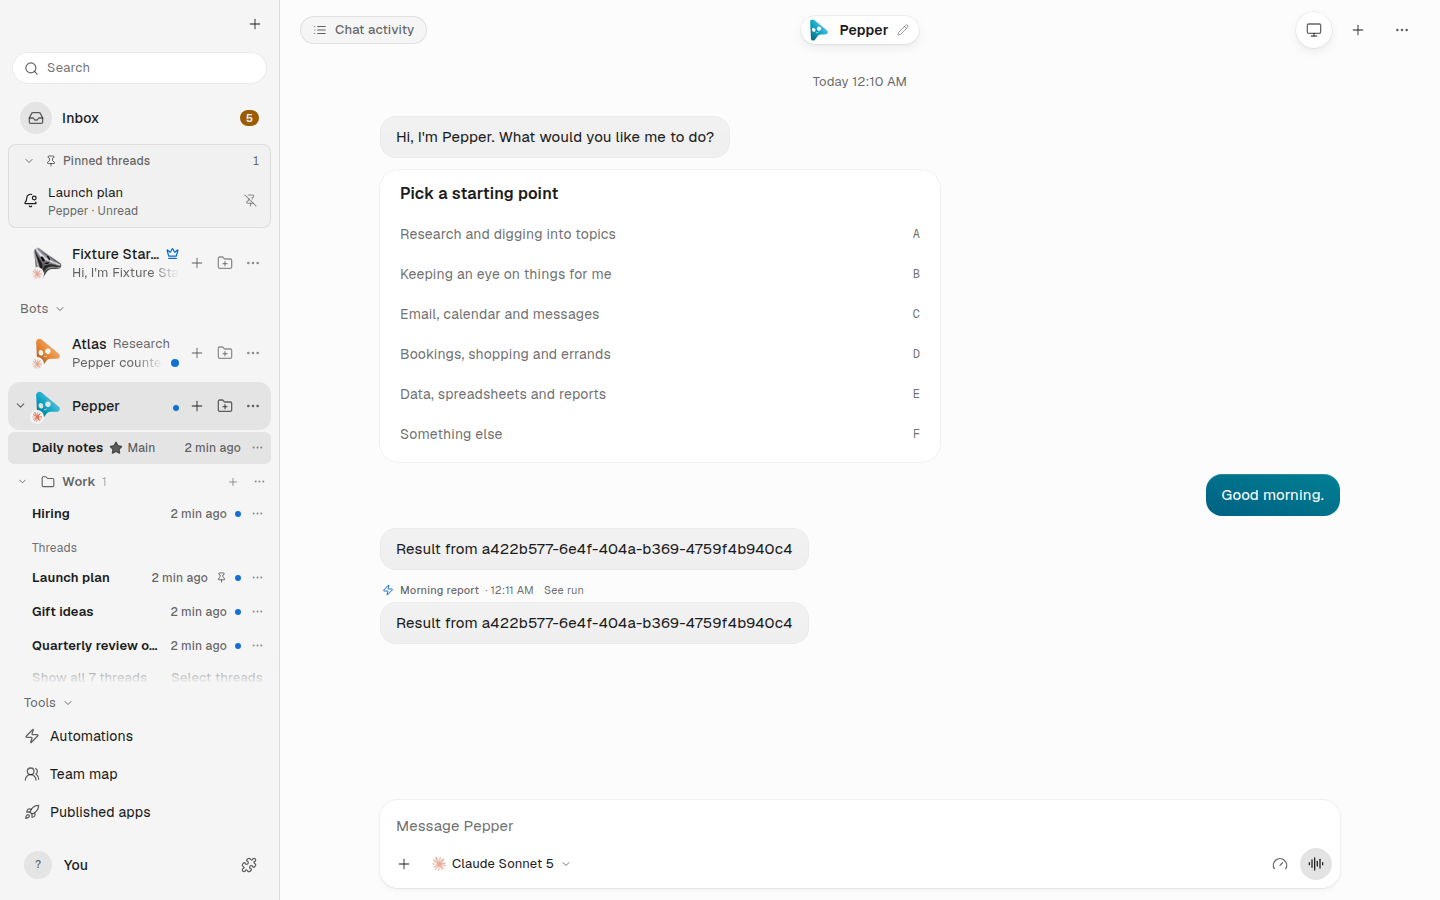 Search
Inbox 5
Pinned threads 1
Launch plan
Pepper · Unread
Fixture Star...
Hi, I'm Fixture Sta
Bots
Atlas Research
Pepper counte
Pepper
Daily notes Main 2 min ago
Work 1
Hiring 2 min ago
Threads
Launch plan 2 min ago
Gift ideas 2 min ago
Quarterly review o... 2 min ago
Show all 7 threads Select threads
Tools
Automations
Team map
Published apps
? You
Chat activity
Pepper
Today 12:10 AM
Hi, I'm Pepper. What would you like me to do?
Pick a starting point
Research and digging into topics A
Keeping an eye on things for me B
Email, calendar and messages C
Bookings, shopping and errands D
Data, spreadsheets and reports E
Something else F
Good morning.
Result from a422b577-6e4f-404a-b369-4759f4b940c4
Morning report · 12:11 AM See run
Result from a422b577-6e4f-404a-b369-4759f4b940c4
Message Pepper
Claude Sonnet 5